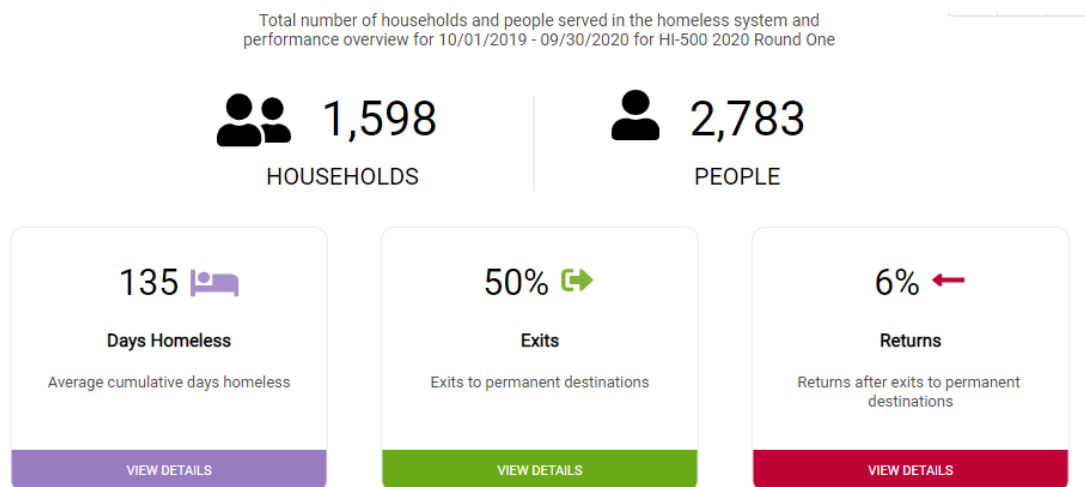 Total number of households and people served in the homeless system and
performance overview for 10/01/2019 - 09/30/2020 for HI-500 2020 Round One
1,598
HOUSEHOLDS
2,783
PEOPLE
135
Days Homeless
Average cumulative days homeless
VIEW DETAILS
50%
Exits
Exits to permanent destinations
VIEW DETAILS
6%
Returns
Returns after exits to permanent
destinations
VIEW DETAILS